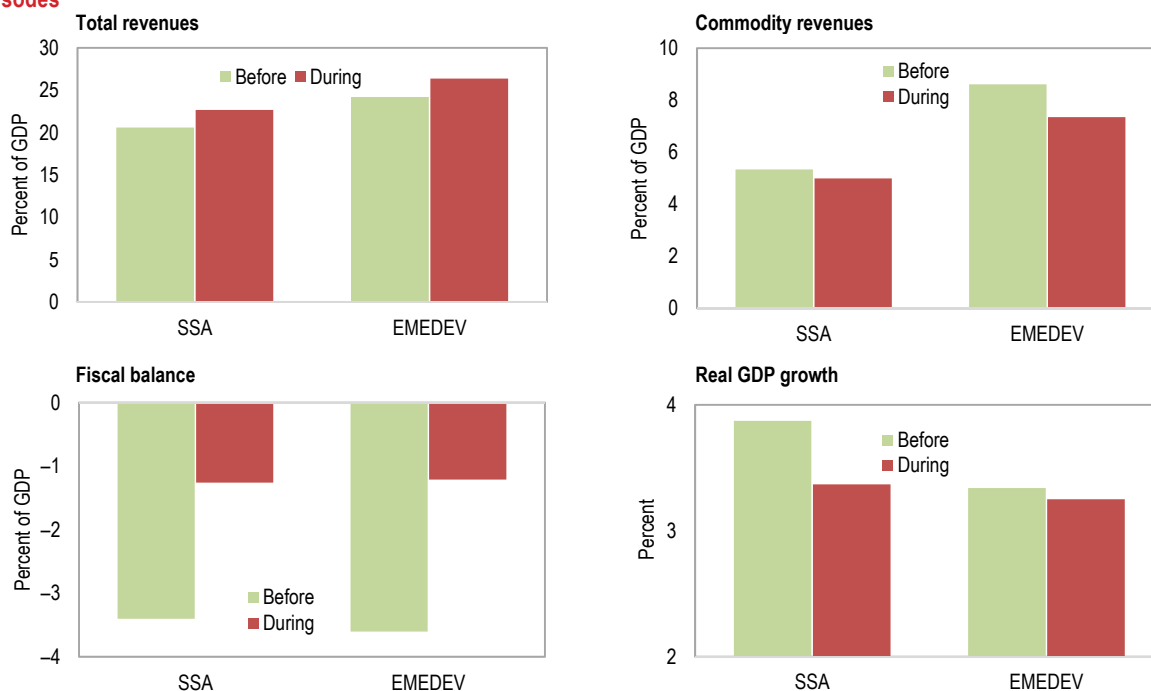 Total revenues
Percent of GDP
30
25
20
15
10
5
0
Before During
SSA EMEDEV
Commodity revenues
Percent of GDP
10
8
6
4
2
0
Before
During
SSA EMEDEV
Fiscal balance
Percent of GDP
0
–1
–2
–3
–4
Before
During
SSA EMEDEV
Real GDP growth
Percent
4
3
2
Before
During
SSA EMEDEV